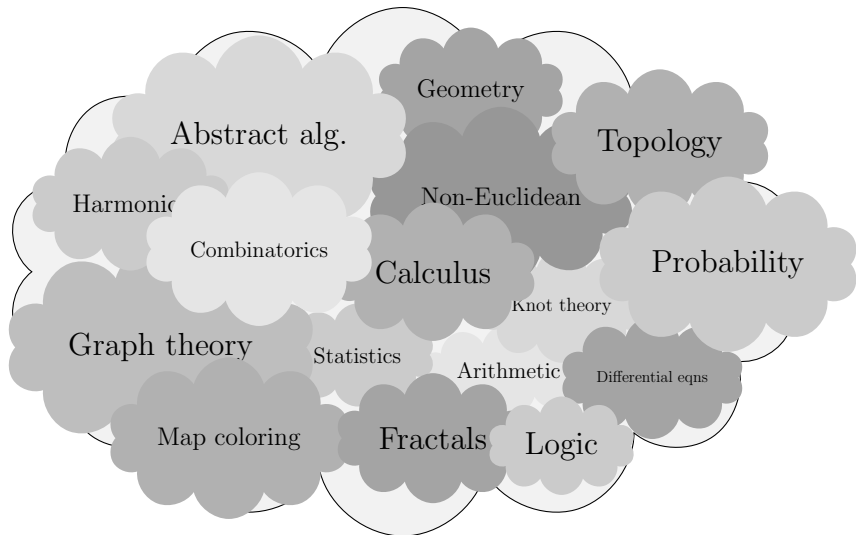 Geometry
Abstract alg.
Topology
Harmonic
Non-Euclidean
Combinatorics
Probability
Calculus
Knot theory
Graph theory
Statistics
Arithmetic
Differential eqns
Map coloring
Fractals
Logic